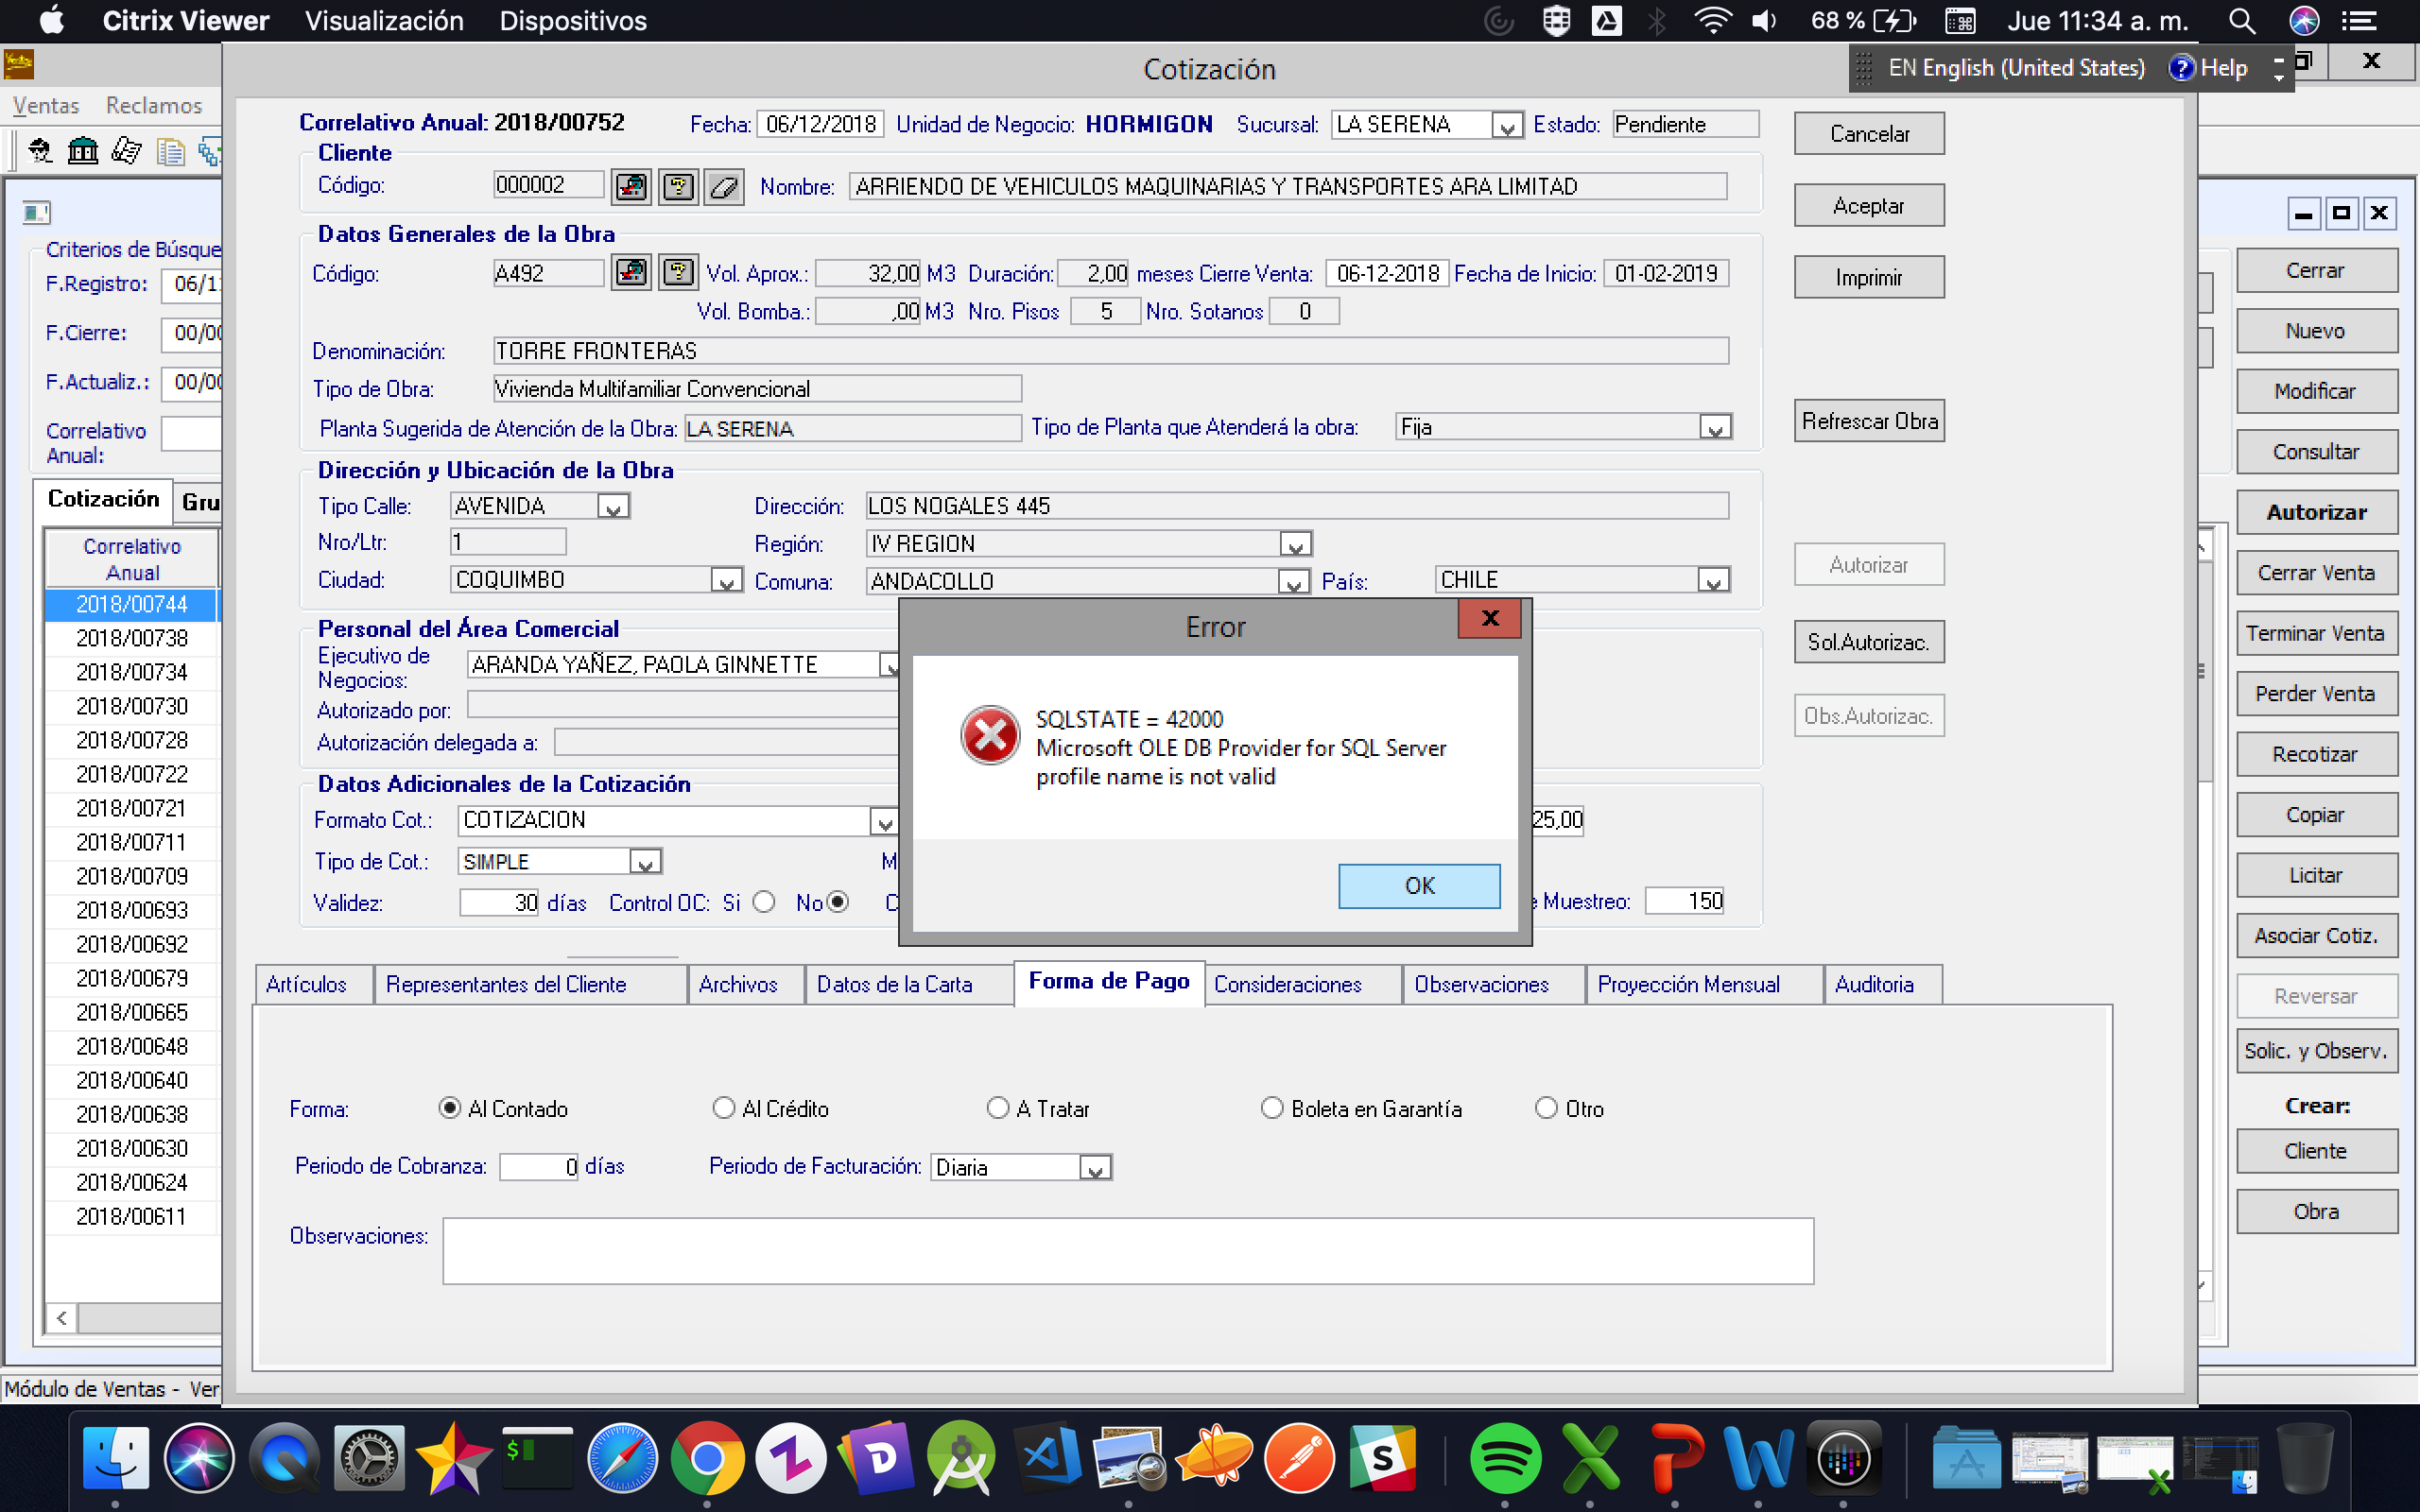 Citrix Viewer Visualización Dispositivos 68 % Jue 11:34 a. m.
Cotización
EN English (United States) ? Help
Ventas Reclamos
Correlativo Anual: 2018/00752 Fecha: 06/12/2018 Unidad de Negocio: HORMIGON Sucursal: LA SERENA Estado: Pendiente
Cancelar
Cliente
Código: 000002 Nombre: ARRIENDO DE VEHICULOS MAQUINARIAS Y TRANSPORTES ARA LIMITAD
Aceptar
Datos Generales de la Obra
Código: A492 Vol. Aprox.: 32,00 M3 Duración: 2,00 meses Cierre Venta: 06-12-2018 Fecha de Inicio: 01-02-2019
Imprimir
Vol. Bomba.: ,00 M3 Nro. Pisos 5 Nro. Sotanos 0
Denominación: TORRE FRONTERAS
Tipo de Obra: Vivienda Multifamiliar Convencional
Planta Sugerida de Atención de la Obra: LA SERENA Tipo de Planta que Atenderá la obra: Fija
Refrescar Obra
Dirección y Ubicación de la Obra
Tipo Calle: AVENIDA Dirección: LOS NOGALES 445
Nro/Ltr: 1 Región: IV REGION
Ciudad: COQUIMBO Comuna: ANDACOLLO País: CHILE
Autorizar
Personal del Área Comercial
Ejecutivo de
Negocios: ARANDA YAÑEZ, PAOLA GINNETTE
Sol.Autorizac.
Autorizado por:
Obs.Autorizac.
Autorización delegada a:
Datos Adicionales de la Cotización
Formato Cot.: COTIZACION 25,00
Tipo de Cot.: SIMPLE M
Validez: 30 días Control OC: Si No C e Muestreo: 150
Error
x
SQLSTATE = 42000
Microsoft OLE DB Provider for SQL Server
profile name is not valid
OK
Artículos Representantes del Cliente Archivos Datos de la Carta Forma de Pago Consideraciones Observaciones Proyección Mensual Auditoria
Forma: Al Contado Al Crédito A Tratar Boleta en Garantía Otro
Periodo de Cobranza: 0 días Periodo de Facturación: Diaria
Observaciones:
Criterios de Búsque
F.Registro: 06/1
F.Cierre: 00/00
F.Actualiz.: 00/00
Correlativo
Anual:
Cotización Gru
Correlativo
Anual
2018/00744
2018/00738
2018/00734
2018/00730
2018/00728
2018/00722
2018/00721
2018/00711
2018/00709
2018/00693
2018/00692
2018/00679
2018/00665
2018/00648
2018/00640
2018/00638
2018/00630
2018/00624
2018/00611
Módulo de Ventas - Ver
Cerrar
Nuevo
Modificar
Consultar
Autorizar
Cerrar Venta
Terminar Venta
Perder Venta
Recotizar
Copiar
Licitar
Asociar Cotiz.
Reversar
Solic. y Observ.
Crear:
Cliente
Obra